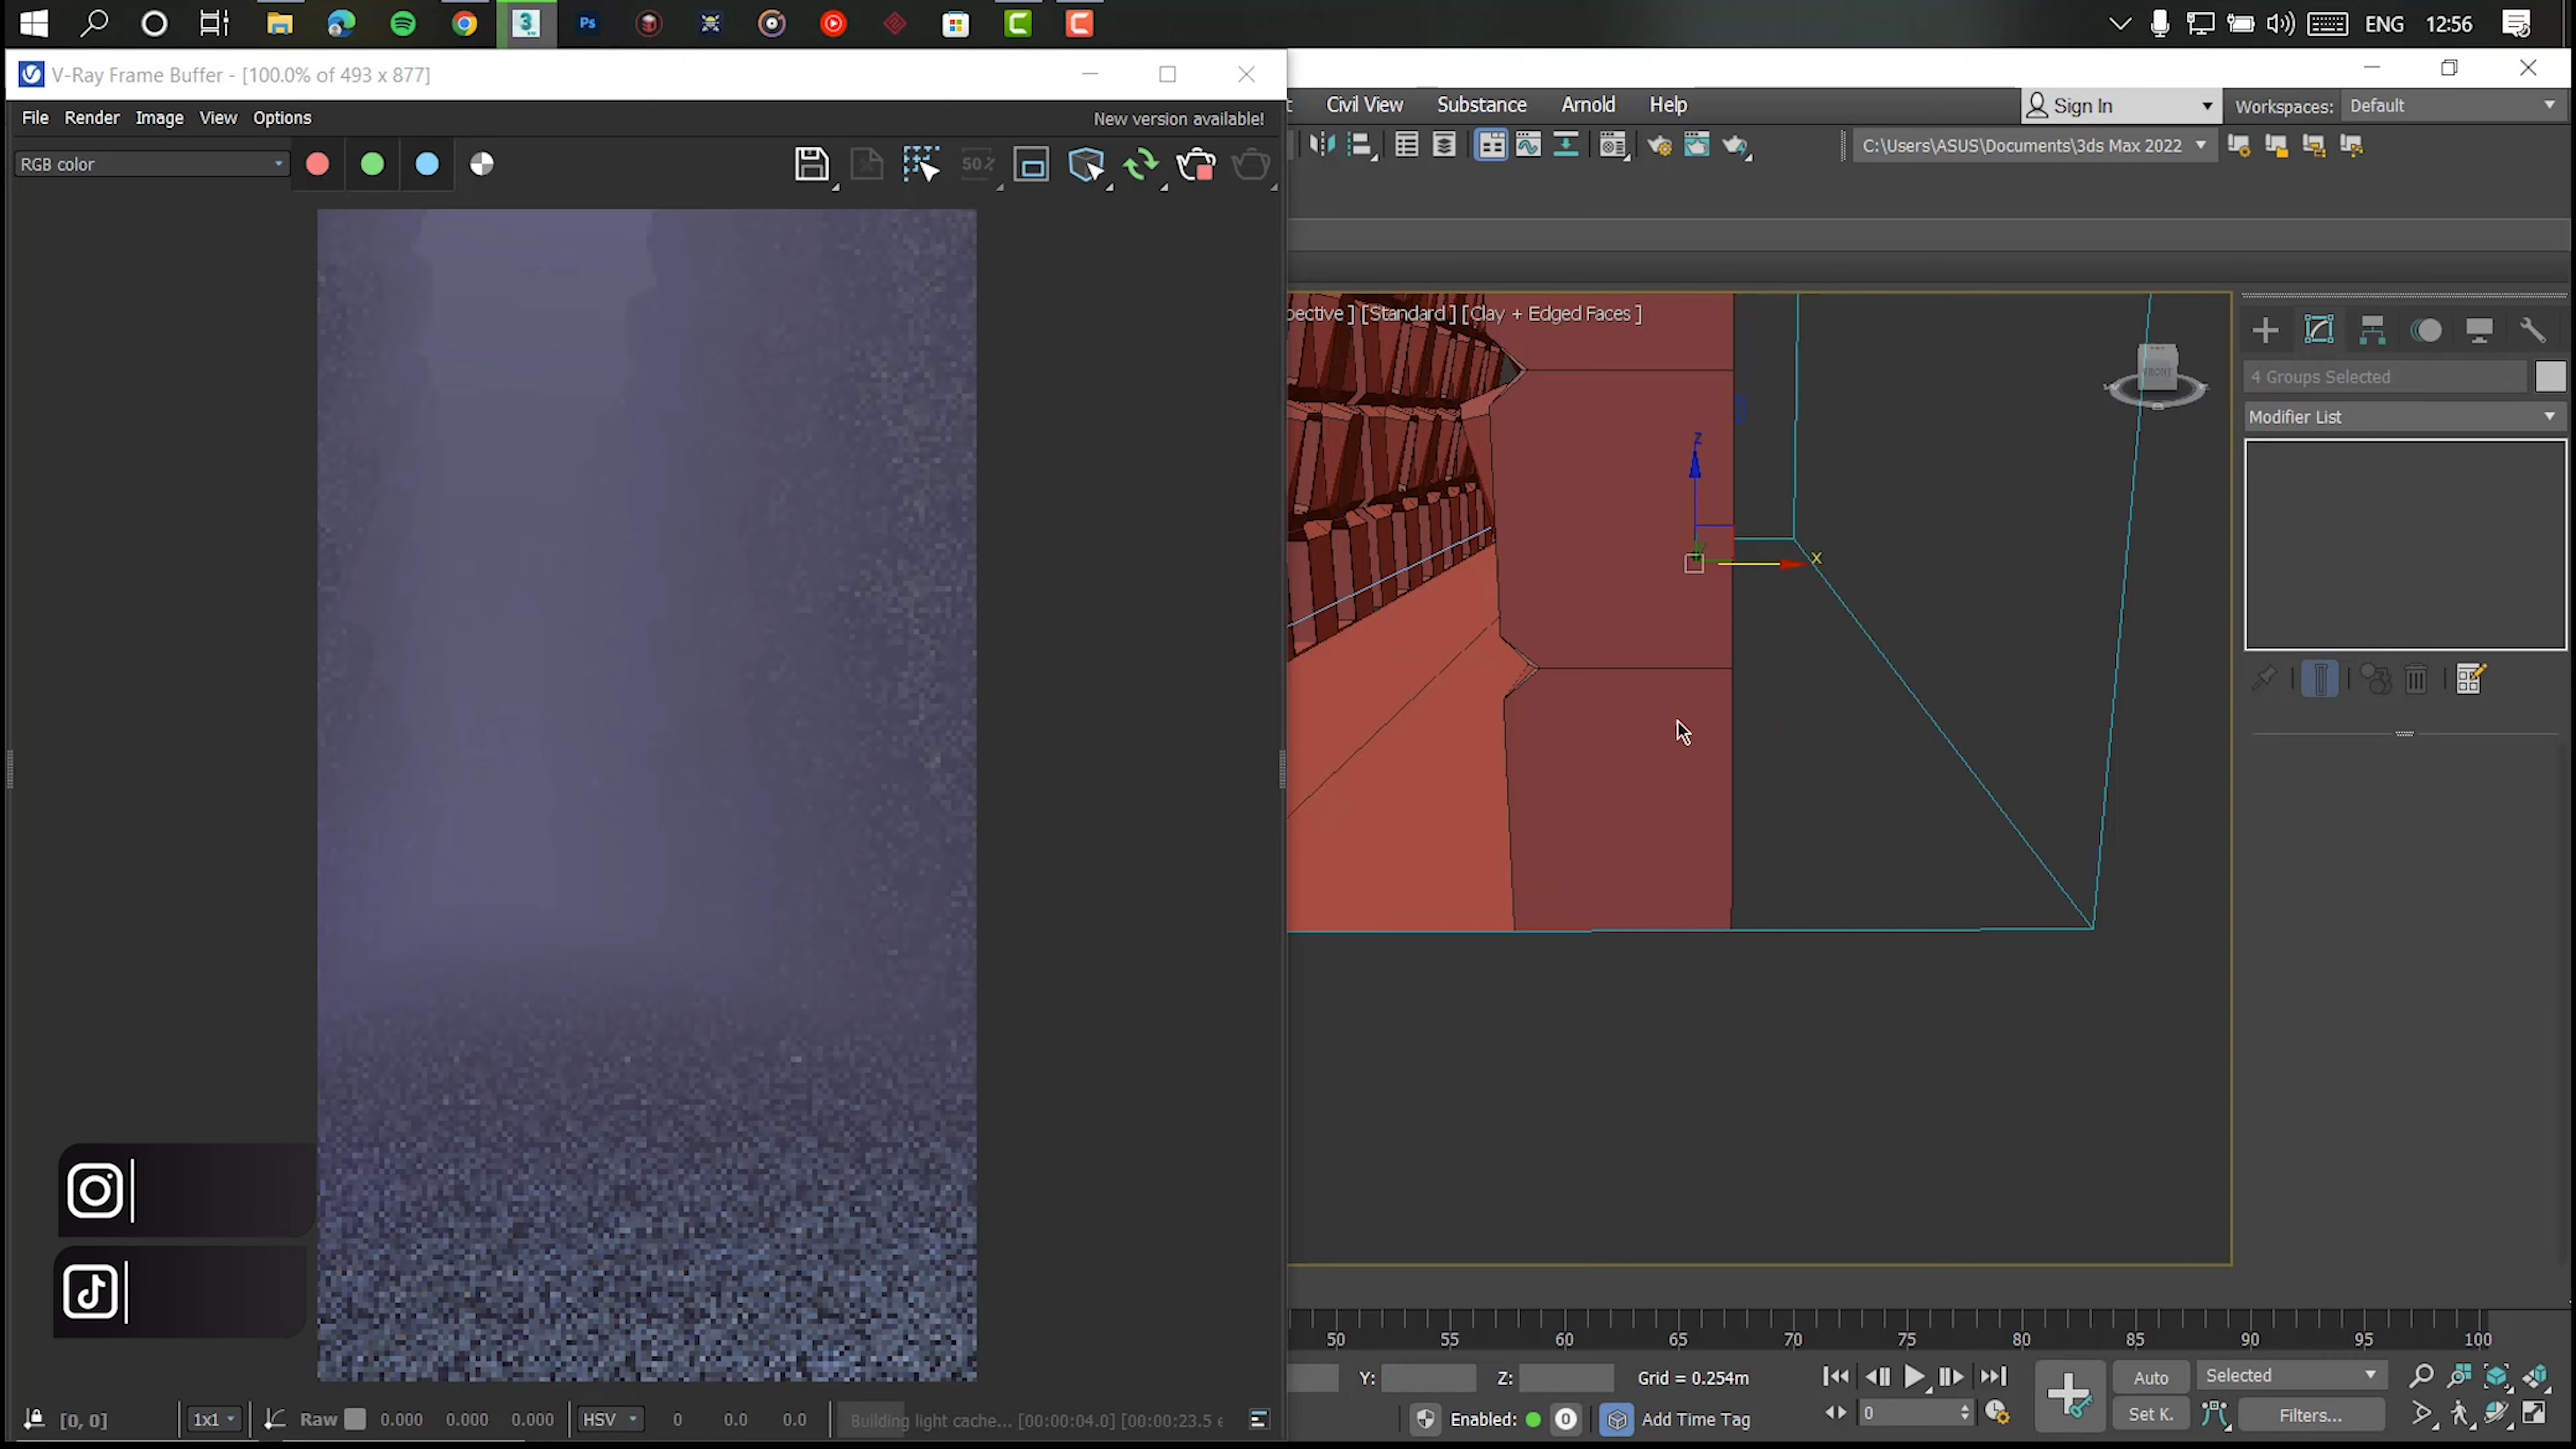 Ps
ENG
12:56
V-Ray Frame Buffer - [100.0% of 493 x 877]
File Render Image View Options
New version available!
RGB color
50%
Civil View Substance Arnold Help
Sign In
Workspaces: Default
C:\Users\ASUS\Documents\3ds Max 2022
pective ] [Standard ] [Clay + Edged Faces ]
FRONT
z
x
4 Groups Selected
Modifier List
50 55 60 65 70 75 80 85 90 95 100
Y: Z: Grid = 0.254m
Auto Selected
Enabled: 0 Add Time Tag
0
Set K. Filters...
[0, 0] 1x1 Raw 0.000 0.000 0.000 HSV 0 0.0 0.0
Building light cache... [00:00:04.0] [00:00:23.5 e